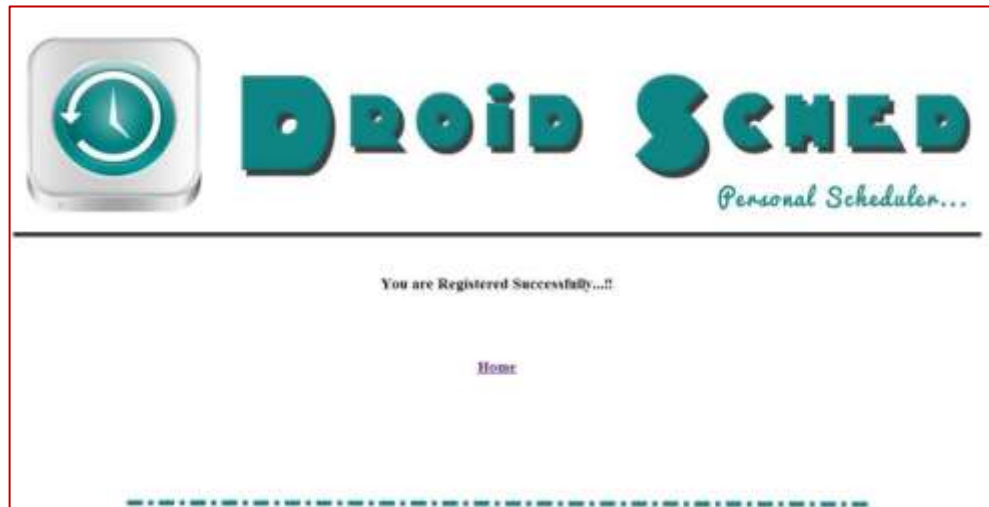 DROiD SCHED
Personal Scheduler...
You are Registered Successfully...!!
Home